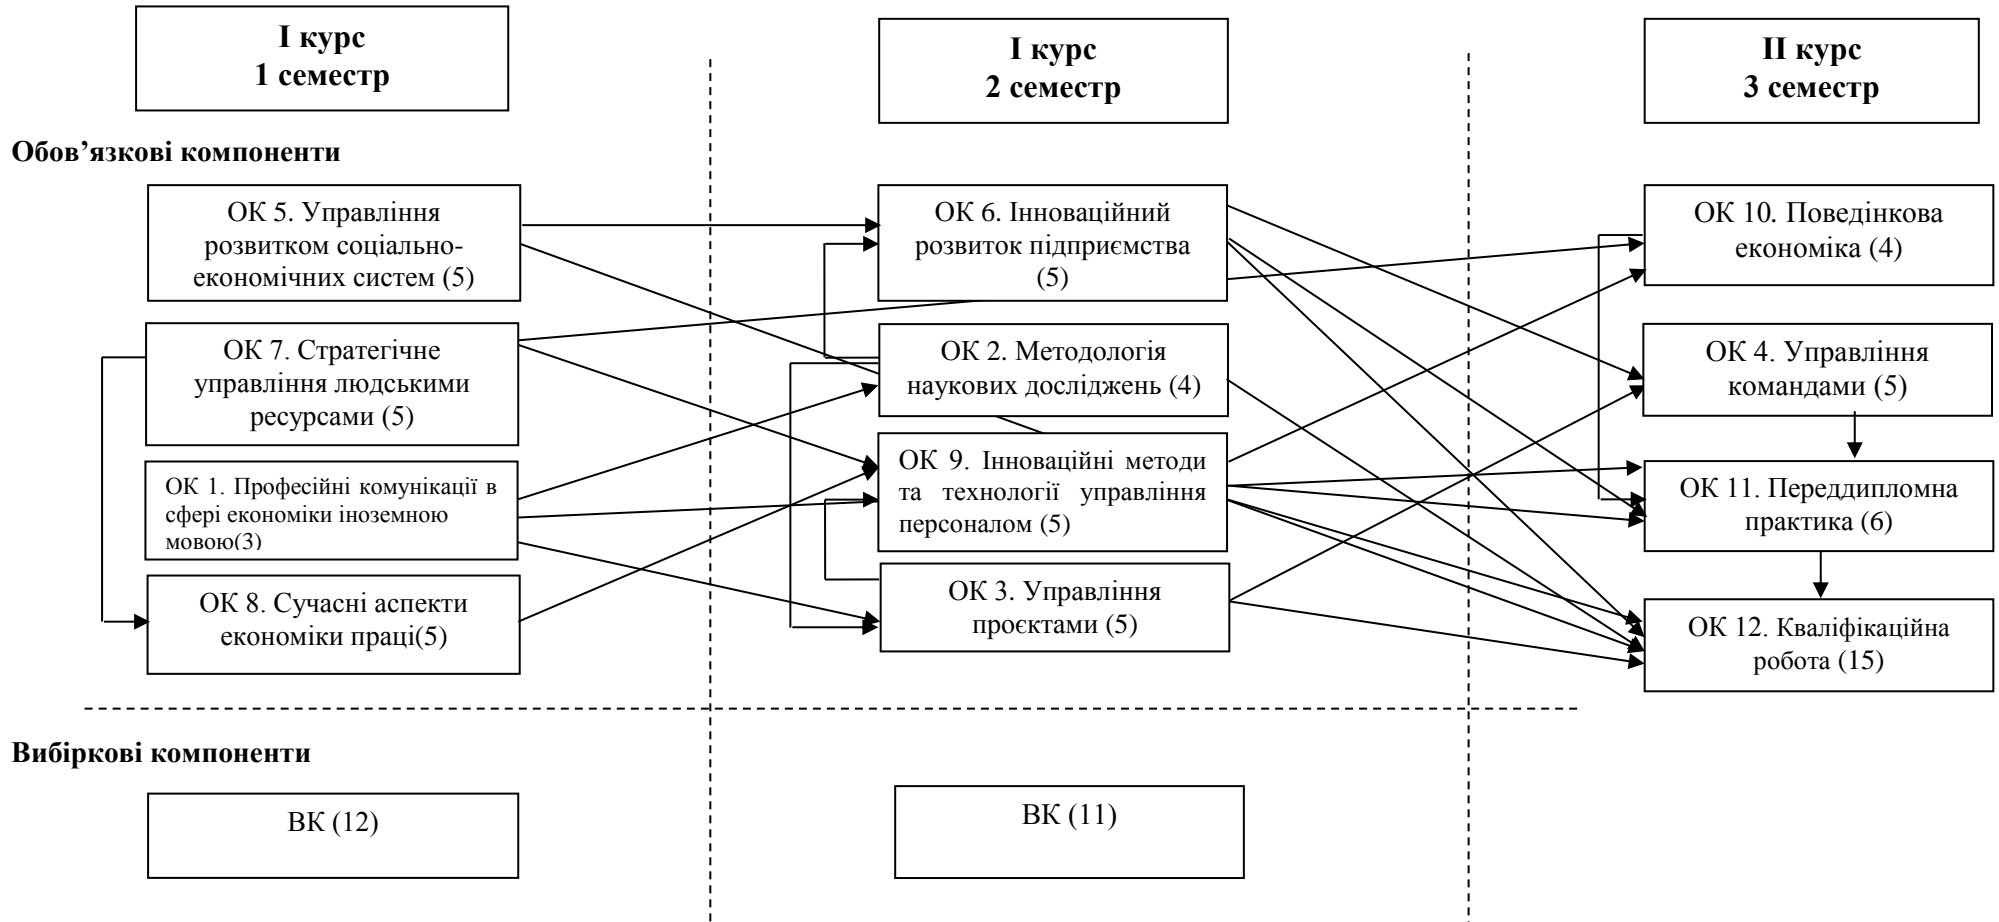 І курс
1 семестр
І курс
2 семестр
ІІ курс
3 семестр
Обов’язкові компоненти
ОК 5. Управління
розвитком соціально-
економічних систем (5)
ОК 7. Стратегічне
управління людськими
ресурсами (5)
ОК 1. Професійні комунікації в
сфері економіки іноземною
мовою(3)
ОК 8. Сучасні аспекти
економіки праці(5)
ОК 6. Інноваційний
розвиток підприємства
(5)
ОК 2. Методологія
наукових досліджень (4)
ОК 9. Інноваційні методи
та технології управління
персоналом (5)
ОК 3. Управління
проєктами (5)
ОК 10. Поведінкова
економіка (4)
ОК 4. Управління
командами (5)
ОК 11. Переддипломна
практика (6)
ОК 12. Кваліфікаційна
робота (15)
Вибіркові компоненти
ВК (12)
ВК (11)